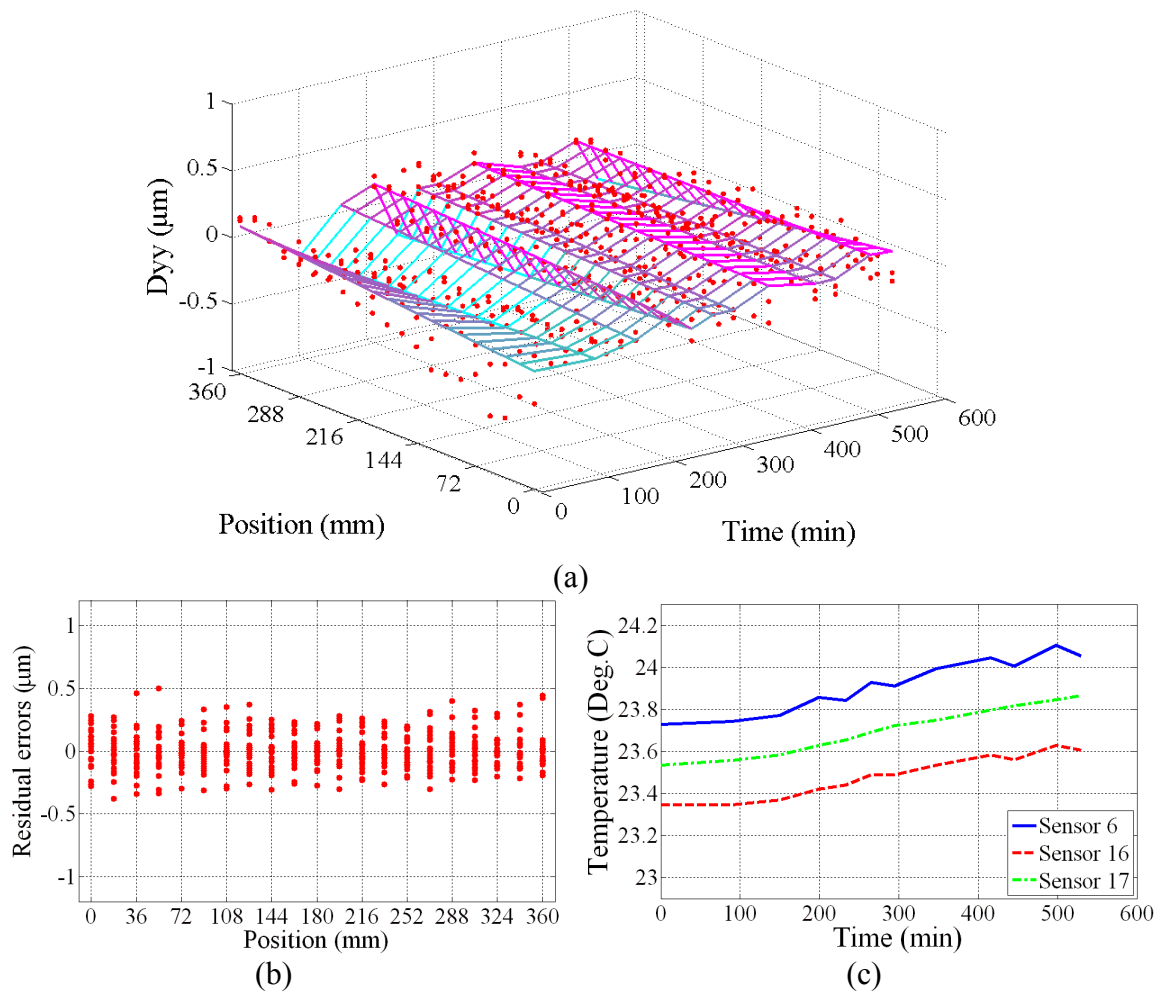 1
0.5
0
-0.5
-1
Dyy (μm)
360
288
216
144
72
0
Position (mm)
0
100
200
300
400
500
600
Time (min)
(a)
1
0.5
0
-0.5
-1
Residual errors (μm)
0 36 72 108 144 180 216 252 288 324 360
Position (mm)
(b)
24.2
24
23.8
23.6
23.4
23.2
23
Temperature (Deg.C)
Sensor 6
Sensor 16
Sensor 17
0 100 200 300 400 500 600
Time (min)
(c)